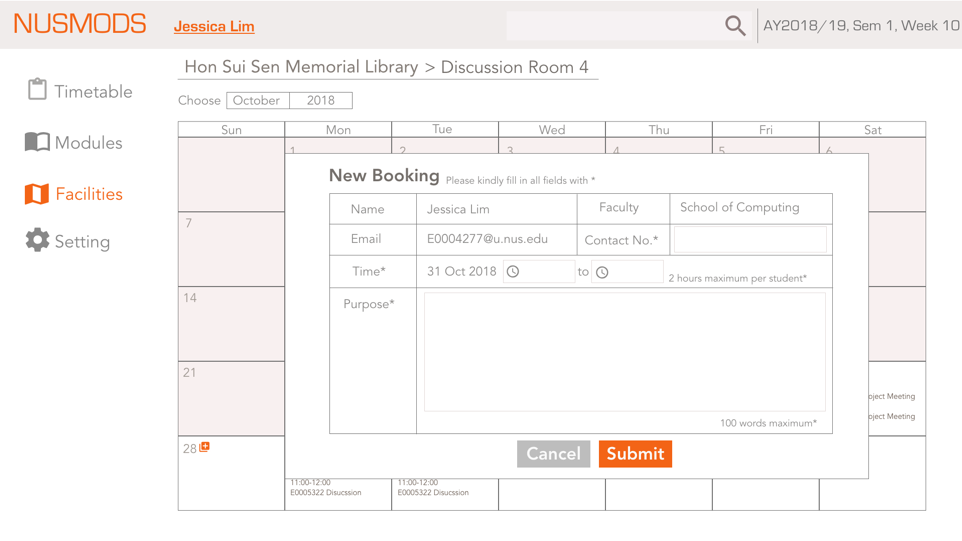 NUSMODS
Jessica Lim
AY2018/19, Sem 1, Week 10
Timetable
Modules
Facilities
Setting
Hon Sui Sen Memorial Library > Discussion Room 4
Choose October 2018
Sun Mon Tue Wed Thu Fri Sat
1 2 3 4 5 6
7
14
21
28
New Booking Please kindly fill in all fields with *
Name Jessica Lim Faculty School of Computing
Email E0004277@u.nus.edu Contact No.*
Time* 31 Oct 2018 to 2 hours maximum per student*
Purpose*
100 words maximum*
Cancel Submit
oject Meeting
oject Meeting
11:00-12:00 11:00-12:00
E0005322 Disucssion E0005322 Disucssion